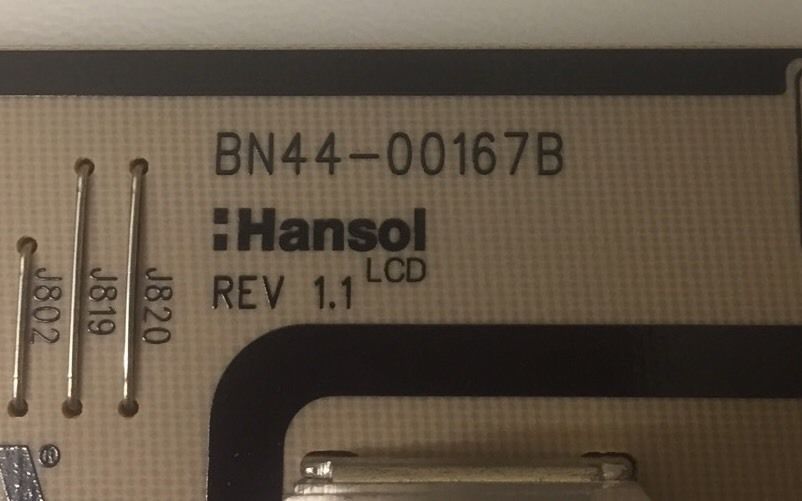 BN44-00167B
Hansol
LCD
REV 1.1
J802
J819
J820
®